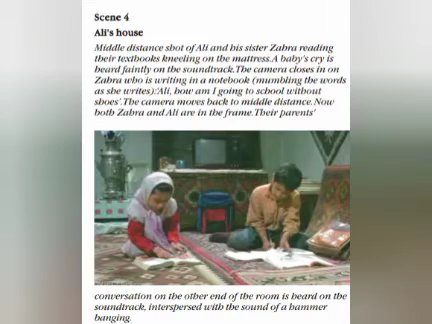 Scene 4
Ali's house
Middle distance shot of Ali and his sister Zahra reading
their textbooks kneeling on the mattress.A baby's cry is
heard faintly on the soundtrack.The camera closes in on
Zahra who is writing in a notebook (mumbling the words
as she writes):'Ali, how am I going to school without
shoes'.The camera moves back to middle distance.Now
both Zahra and Ali are in the frame.Their parents'
conversation on the other end of the room is heard on the
soundtrack, interspersed with the sound of a hammer
banging.